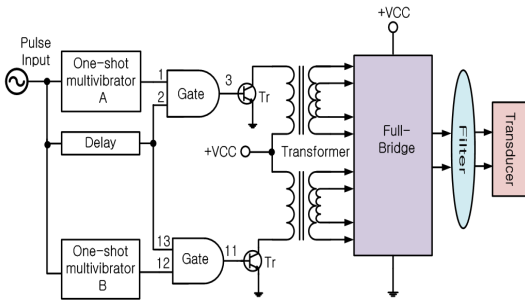 Pulse
Input
One-shot
multivibrator
A
1
2
Gate
3
Tr
Delay
+VCC
Transformer
13
12
One-shot
multivibrator
B
Gate
11
Tr
+VCC
Full-
Bridge
Filter
Transducer